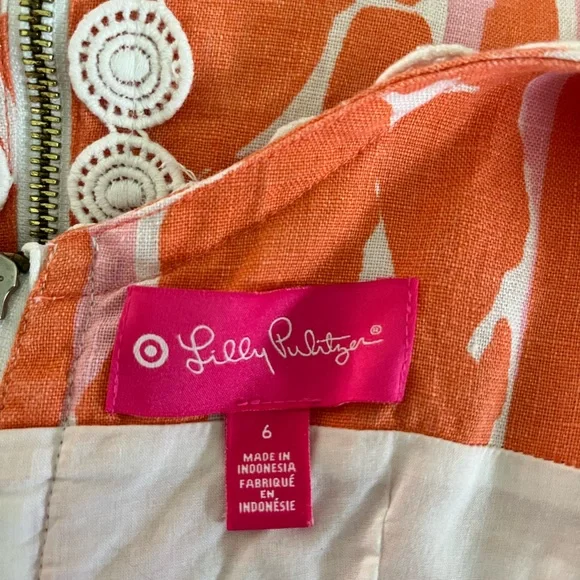 Lilly Pulitzer®
6
MADE IN
INDONESIA
FABRIQUÉ
EN
INDONÉSIE